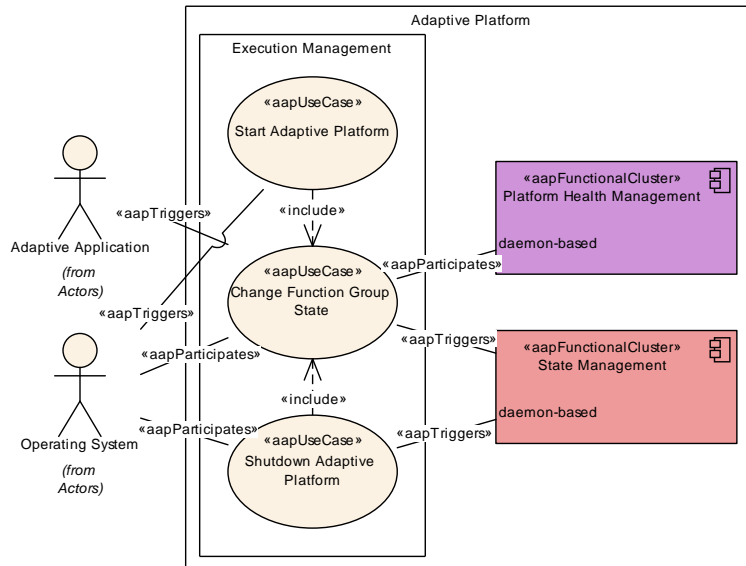 Adaptive Platform
Execution Management
«aapUseCase»
Start Adaptive Platform
«aapFunctionalCluster»
Platform Health Management
daemon-based
«aapTriggers»
«include»
Adaptive Application
(from
Actors)
«aapUseCase»
Change Function Group
State
«aapParticipates»
«aapTriggers»
«aapParticipates»
«aapTriggers»
«aapFunctionalCluster»
State Management
daemon-based
«include»
Operating System
(from
Actors)
«aapParticipates»
«aapUseCase»
Shutdown Adaptive
Platform
«aapTriggers»